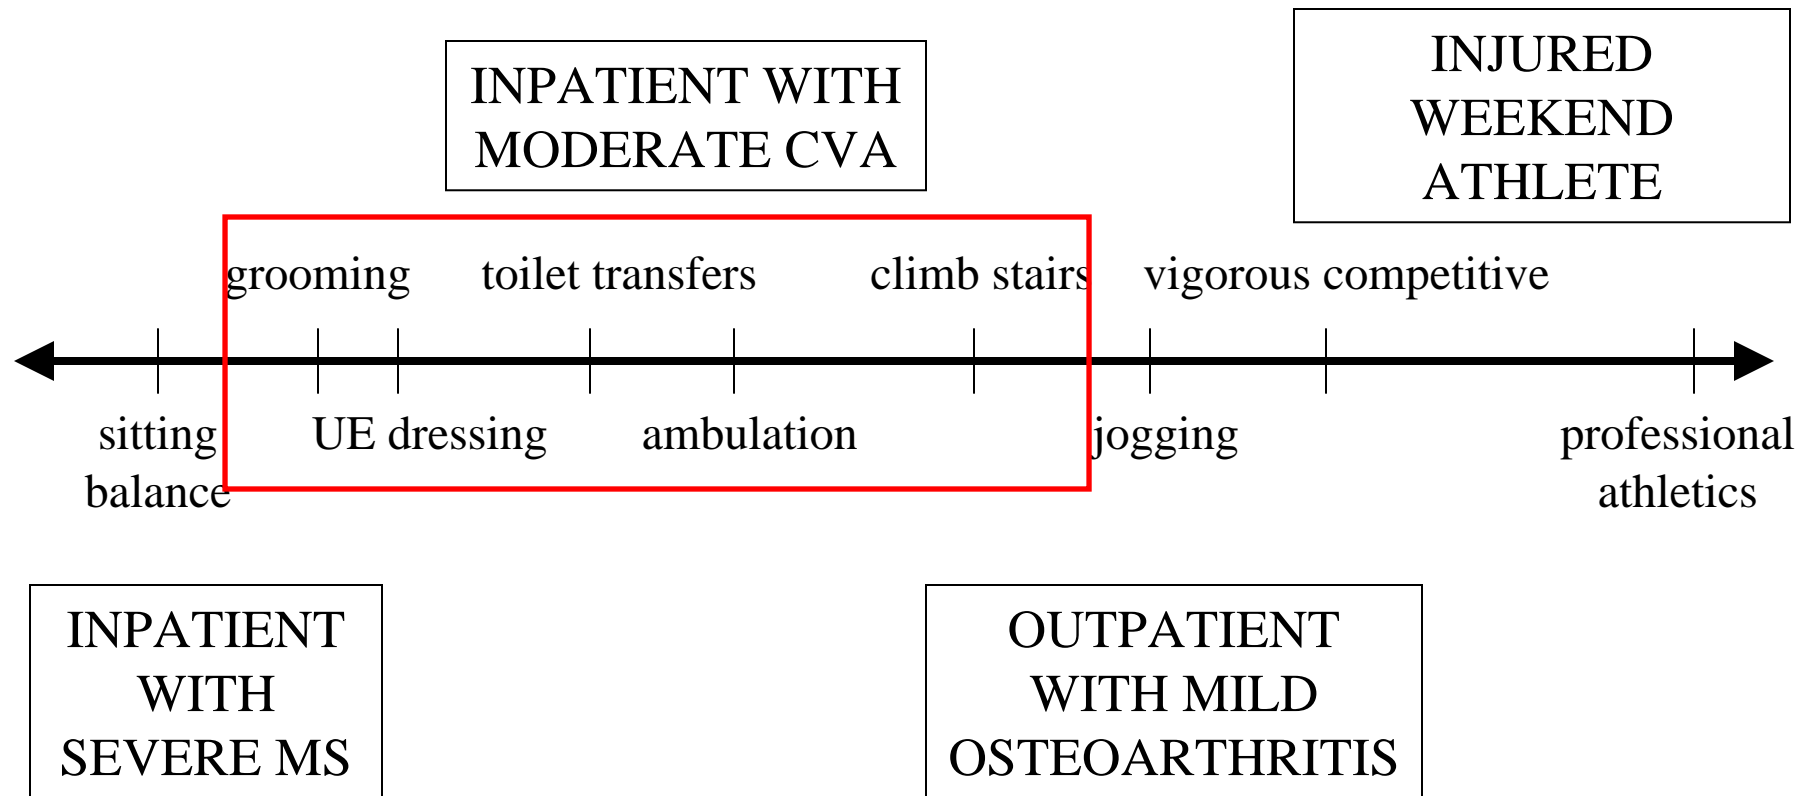 INPATIENT WITH
MODERATE CVA
INJURED
WEEKEND
ATHLETE
grooming toilet transfers climb stairs vigorous competitive
sitting
balance
UE dressing ambulation jogging professional
athletics
INPATIENT
WITH
SEVERE MS
OUTPATIENT
WITH MILD
OSTEOARTHRITIS